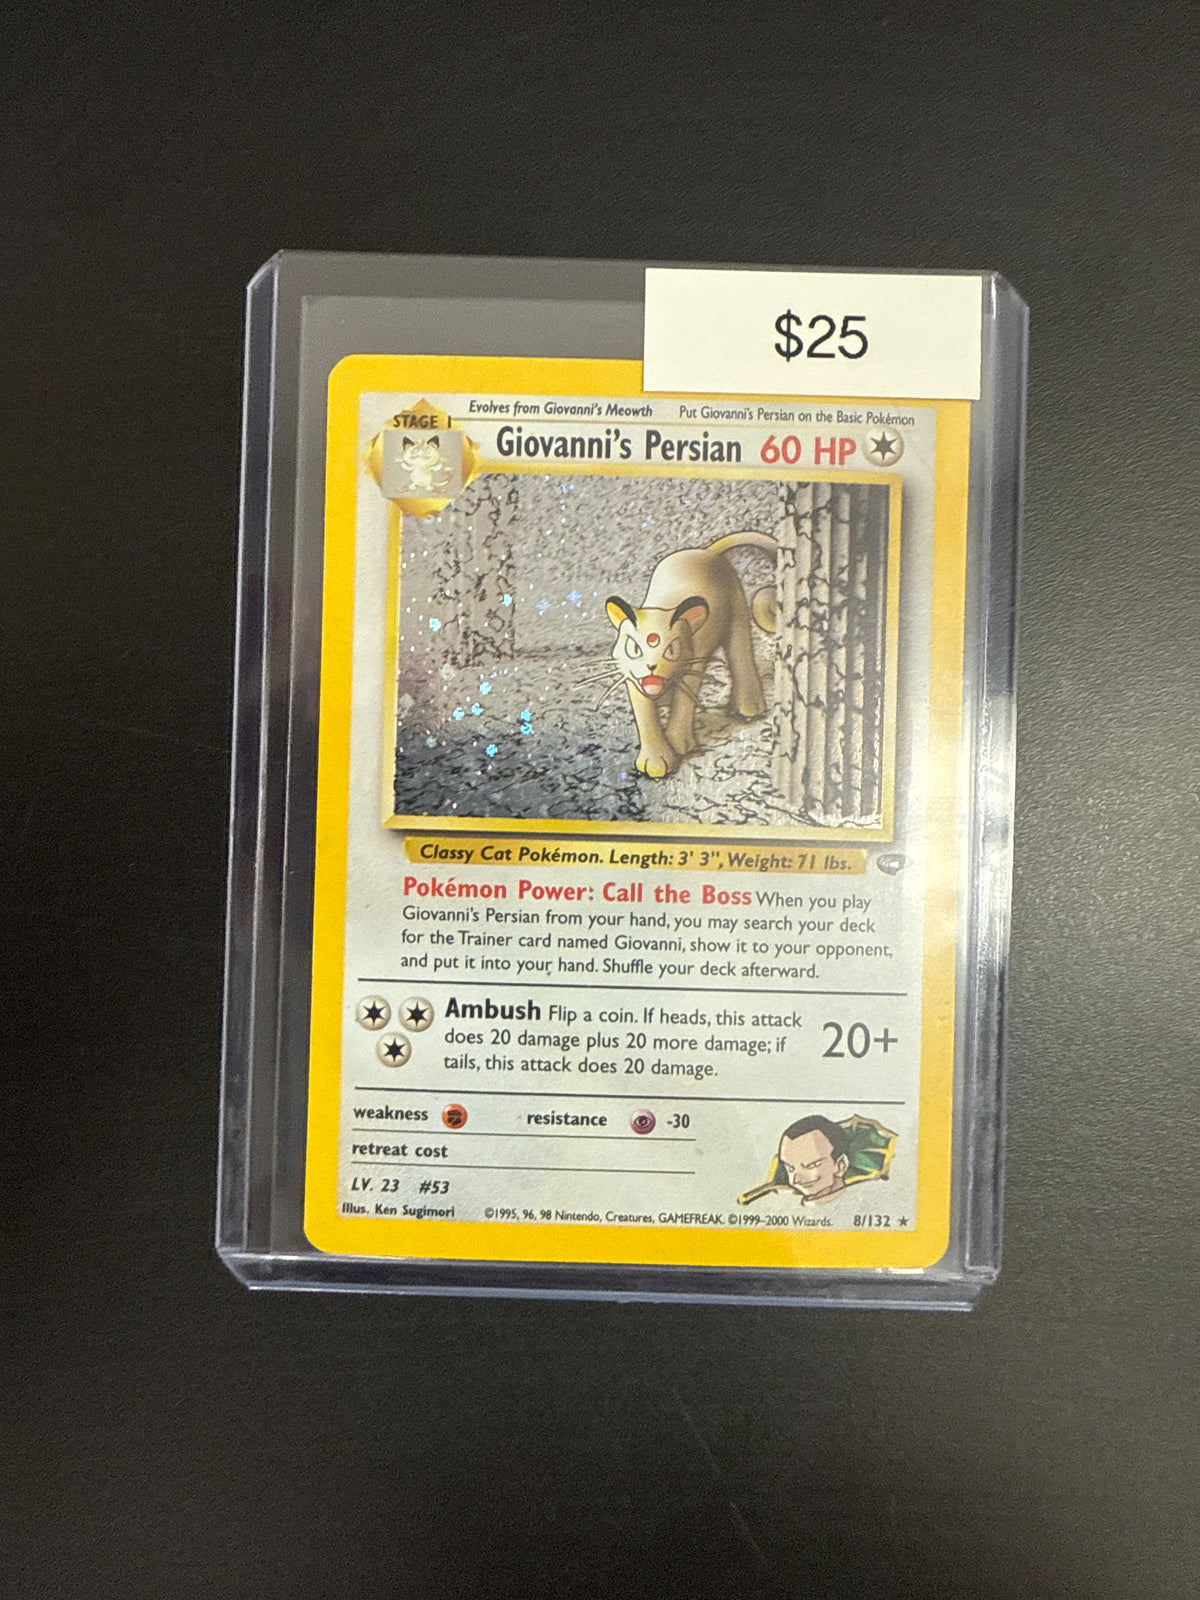 $25
Evolves from Giovanni's Meowth Put Giovanni's Persian on the Basic Pokémon
STAGE 1
Giovanni's Persian 60 HP
Classy Cat Pokémon. Length: 3' 3", Weight: 71 lbs.
Pokémon Power: Call the Boss When you play
Giovanni's Persian from your hand, you may search your deck
for the Trainer card named Giovanni, show it to your opponent,
and put it into your hand. Shuffle your deck afterward.
Ambush Flip a coin. If heads, this attack
does 20 damage plus 20 more damage; if
tails, this attack does 20 damage.
20+
weakness resistance -30
retreat cost
LV. 23 #53
Illus. Ken Sugimori ©1995, 96, 98 Nintendo, Creatures, GAMEFREAK. ©1999-2000 Wizards. 8/132 ★